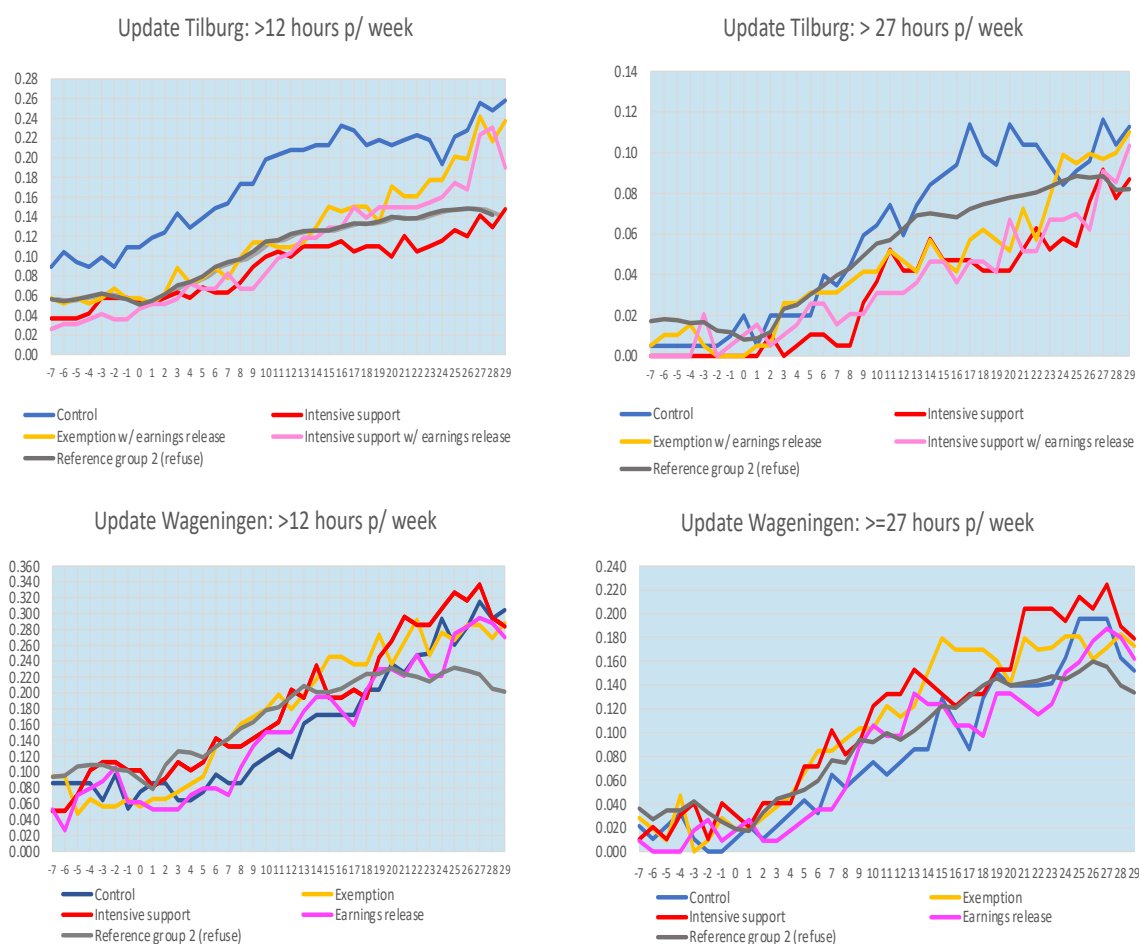 Update Tilburg: >12 hours p/ week
0.28
0.26
0.24
0.22
0.20
0.18
0.16
0.14
0.12
0.10
0.08
0.06
0.04
0.02
0.00
-7 -6 -5 -4 -3 -2 -1 0 1 2 3 4 5 6 7 8 9 10 11 12 13 14 15 16 17 18 19 20 21 22 23 24 25 26 27 28 29
Control
Intensive support
Exemption w/ earnings release
Intensive support w/ earnings release
Reference group 2 (refuse)
Update Tilburg: > 27 hours p/ week
0.14
0.12
0.10
0.08
0.06
0.04
0.02
0.00
-7 -6 -5 -4 -3 -2 -1 0 1 2 3 4 5 6 7 8 9 10 11 12 13 14 15 16 17 18 19 20 21 22 23 24 25 26 27 28 29
Control
Intensive support
Exemption w/ earnings release
Intensive support w/ earnings release
Reference group 2 (refuse)
Update Wageningen: >12 hours p/ week
0.360
0.340
0.320
0.300
0.280
0.260
0.240
0.220
0.200
0.180
0.160
0.140
0.120
0.100
0.080
0.060
0.040
0.020
0.000
-7 -6 -5 -4 -3 -2 -1 0 1 2 3 4 5 6 7 8 9 10 11 12 13 14 15 16 17 18 19 20 21 22 23 24 25 26 27 28 29
Control
Exemption
Intensive support
Earnings release
Reference group 2 (refuse)
Update Wageningen: >=27 hours p/ week
0.240
0.220
0.200
0.180
0.160
0.140
0.120
0.100
0.080
0.060
0.040
0.020
0.000
-7 -6 -5 -4 -3 -2 -1 0 1 2 3 4 5 6 7 8 9 10 11 12 13 14 15 16 17 18 19 20 21 22 23 24 25 26 27 28 29
Control
Exemption
Intensive support
Earnings release
Reference group 2 (refuse)